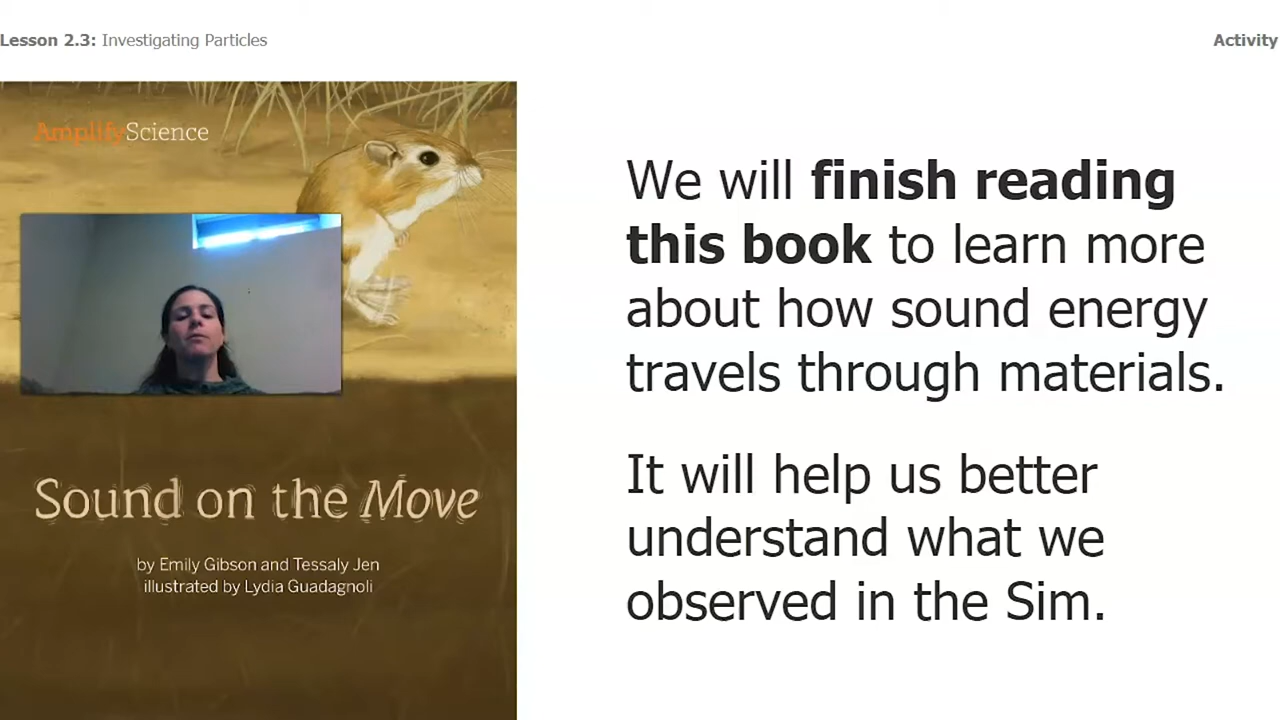 Lesson 2.3: Investigating Particles
Activity
AmplifyScience
Sound on the Move
by Emily Gibson and Tessaly Jen
illustrated by Lydia Guadagnoli
We will finish reading
this book to learn more
about how sound energy
travels through materials.
It will help us better
understand what we
observed in the Sim.